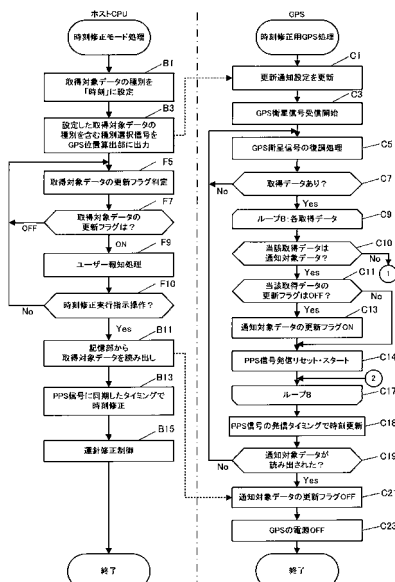 ホストCPU
時刻修正モード処理
B1
取得対象データの種別を
「時刻」に設定
B3
設定した取得対象データの
種別を含む種別選択信号を
GPS位置算出部に出力
F5
取得対象データの更新フラグ判定
F7
取得対象データの
更新フラグは?
OFF
ON
F9
ユーザー報知処理
F10
時刻修正実行指示操作?
No
Yes
B11
記憶部から
取得対象データを読み出し
B13
PPS信号に同期したタイミングで
時刻修正
B15
運針修正制御
終了
GPS
時刻修正用GPS処理
C1
更新通知設定を更新
C3
GPS衛星信号受信開始
C5
GPS衛星信号の復調処理
C7
取得データあり?
No
Yes
C9
ループB:各取得データ
C10
当該取得データは
通知対象データ?
No
1
Yes
C11
当該取得データの
更新フラグはOFF?
No
Yes
C13
通知対象データの更新フラグON
C14
PPS信号発信リセット・スタート
2
C17
ループB
C18
PPS信号の発信タイミングで時刻更新
C19
通知対象データが
読み出された?
No
Yes
C21
通知対象データの更新フラグOFF
C23
GPSの電源OFF
終了